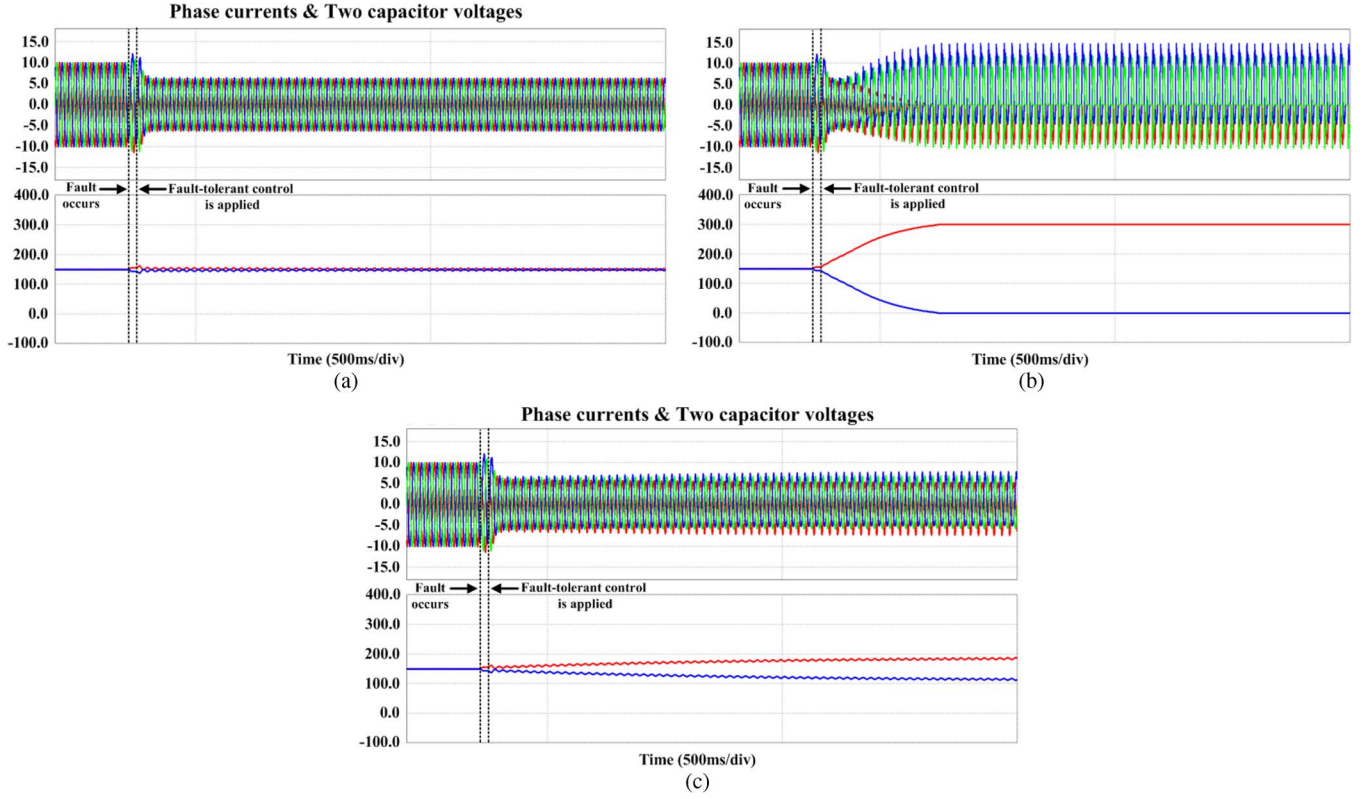 Phase currents & Two capacitor voltages
15.0
10.0
5.0
0.0
-5.0
-10.0
-15.0
Fault
occurs
Fault-tolerant control
is applied
400.0
300.0
200.0
100.0
0.0
-100.0
Time (500ms/div)
(a)
15.0
10.0
5.0
0.0
-5.0
-10.0
-15.0
Fault
occurs
Fault-tolerant control
is applied
400.0
300.0
200.0
100.0
0.0
-100.0
Time (500ms/div)
(b)
Phase currents & Two capacitor voltages
15.0
10.0
5.0
0.0
-5.0
-10.0
-15.0
Fault
occurs
Fault-tolerant control
is applied
400.0
300.0
200.0
100.0
0.0
-100.0
Time (500ms/div)
(c)